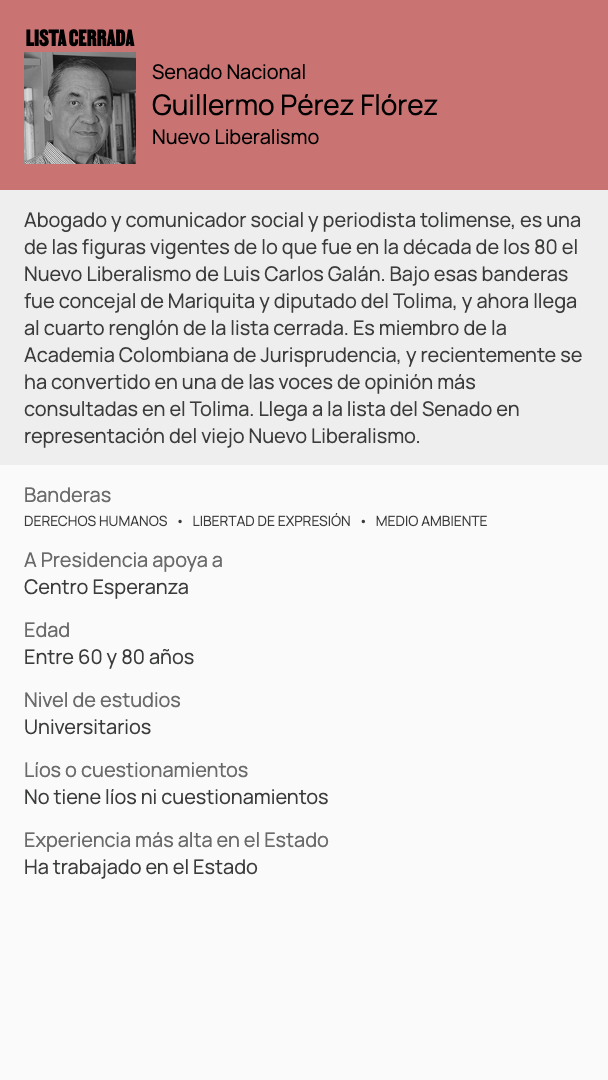 LISTA CERRADA
Senado Nacional
Guillermo Pérez Flórez
Nuevo Liberalismo
Abogado y comunicador social y periodista tolimense, es una
de las figuras vigentes de lo que fue en la década de los 80 el
Nuevo Liberalismo de Luis Carlos Galán. Bajo esas banderas
fue concejal de Mariquita y diputado del Tolima, y ahora llega
al cuarto renglón de la lista cerrada. Es miembro de la
Academia Colombiana de Jurisprudencia, y recientemente se
ha convertido en una de las voces de opinión más
consultadas en el Tolima. Llega a la lista del Senado en
representación del viejo Nuevo Liberalismo.
Banderas
DERECHOS HUMANOS • LIBERTAD DE EXPRESIÓN • MEDIO AMBIENTE
A Presidencia apoya a
Centro Esperanza
Edad
Entre 60 y 80 años
Nivel de estudios
Universitarios
Líos o cuestionamientos
No tiene líos ni cuestionamientos
Experiencia más alta en el Estado
Ha trabajado en el Estado